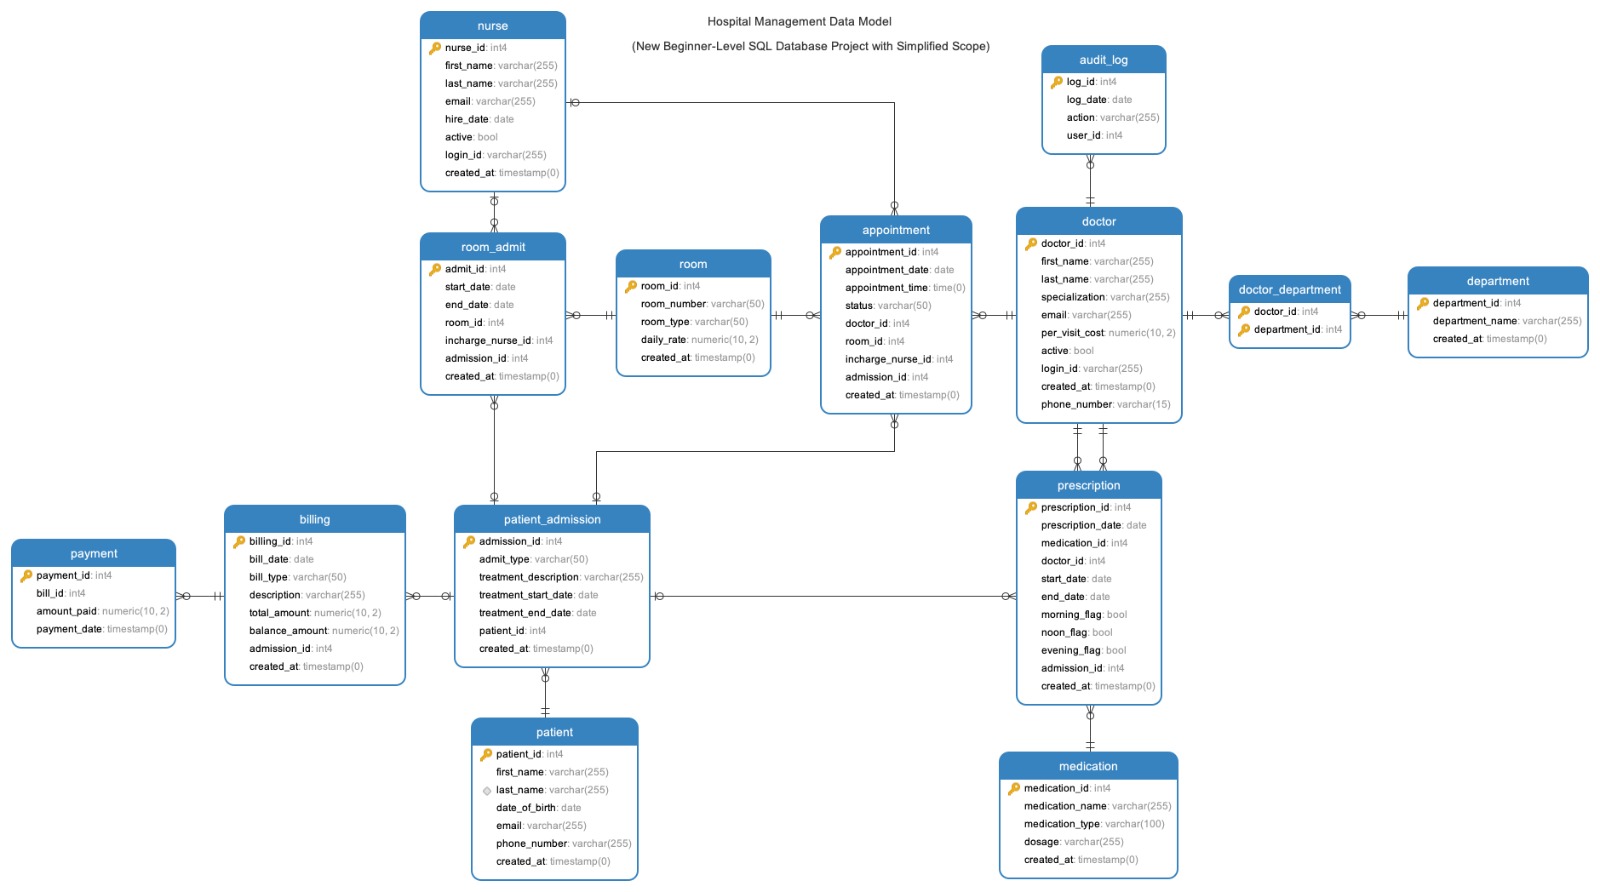 Hospital Management Data Model
(New Beginner-Level SQL Database Project with Simplified Scope)
nurse
nurse_id: int4
first_name: varchar(255)
last_name: varchar(255)
email: varchar(255)
hire_date: date
active: bool
login_id: varchar(255)
created_at: timestamp(0)
audit_log
log_id: int4
log_date: date
action: varchar(255)
user_id: int4
room_admit
admit_id: int4
start_date: date
end_date: date
room_id: int4
incharge_nurse_id: int4
admission_id: int4
created_at: timestamp(0)
room
room_id: int4
room_number: varchar(50)
room_type: varchar(50)
daily_rate: numeric(10, 2)
created_at: timestamp(0)
appointment
appointment_id: int4
appointment_date: date
appointment_time: time(0)
status: varchar(50)
doctor_id: int4
room_id: int4
incharge_nurse_id: int4
admission_id: int4
created_at: timestamp(0)
doctor
doctor_id: int4
first_name: varchar(255)
last_name: varchar(255)
specialization: varchar(255)
email: varchar(255)
per_visit_cost: numeric(10, 2)
active: bool
login_id: varchar(255)
created_at: timestamp(0)
phone_number: varchar(15)
doctor_department
doctor_id: int4
department_id: int4
department
department_id: int4
department_name: varchar(255)
created_at: timestamp(0)
payment
payment_id: int4
bill_id: int4
amount_paid: numeric(10, 2)
payment_date: timestamp(0)
billing
billing_id: int4
bill_date: date
bill_type: varchar(50)
description: varchar(255)
total_amount: numeric(10, 2)
balance_amount: numeric(10, 2)
admission_id: int4
created_at: timestamp(0)
patient_admission
admission_id: int4
admit_type: varchar(50)
treatment_description: varchar(255)
treatment_start_date: date
treatment_end_date: date
patient_id: int4
created_at: timestamp(0)
prescription
prescription_id: int4
prescription_date: date
medication_id: int4
doctor_id: int4
start_date: date
end_date: date
morning_flag: bool
noon_flag: bool
evening_flag: bool
admission_id: int4
created_at: timestamp(0)
patient
patient_id: int4
first_name: varchar(255)
last_name: varchar(255)
date_of_birth: date
email: varchar(255)
phone_number: varchar(255)
created_at: timestamp(0)
medication
medication_id: int4
medication_name: varchar(255)
medication_type: varchar(100)
dosage: varchar(255)
created_at: timestamp(0)